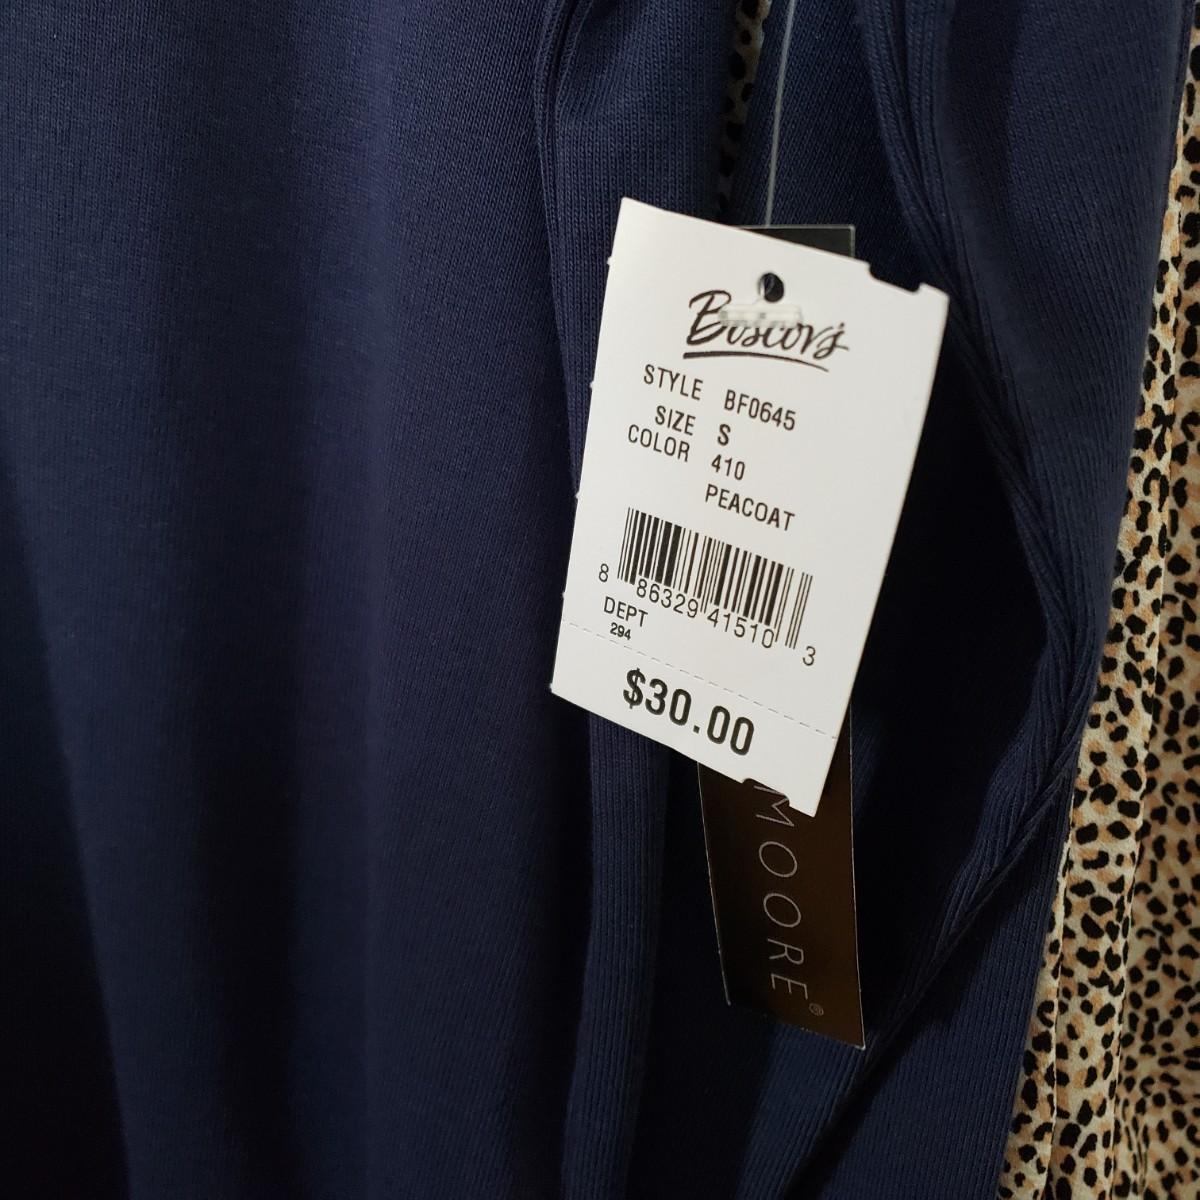 Boscov's
STYLE BF0645
SIZE S
COLOR 410
PEACOAT
8 86329 41510 3
DEPT
294
$30.00
MOORE®